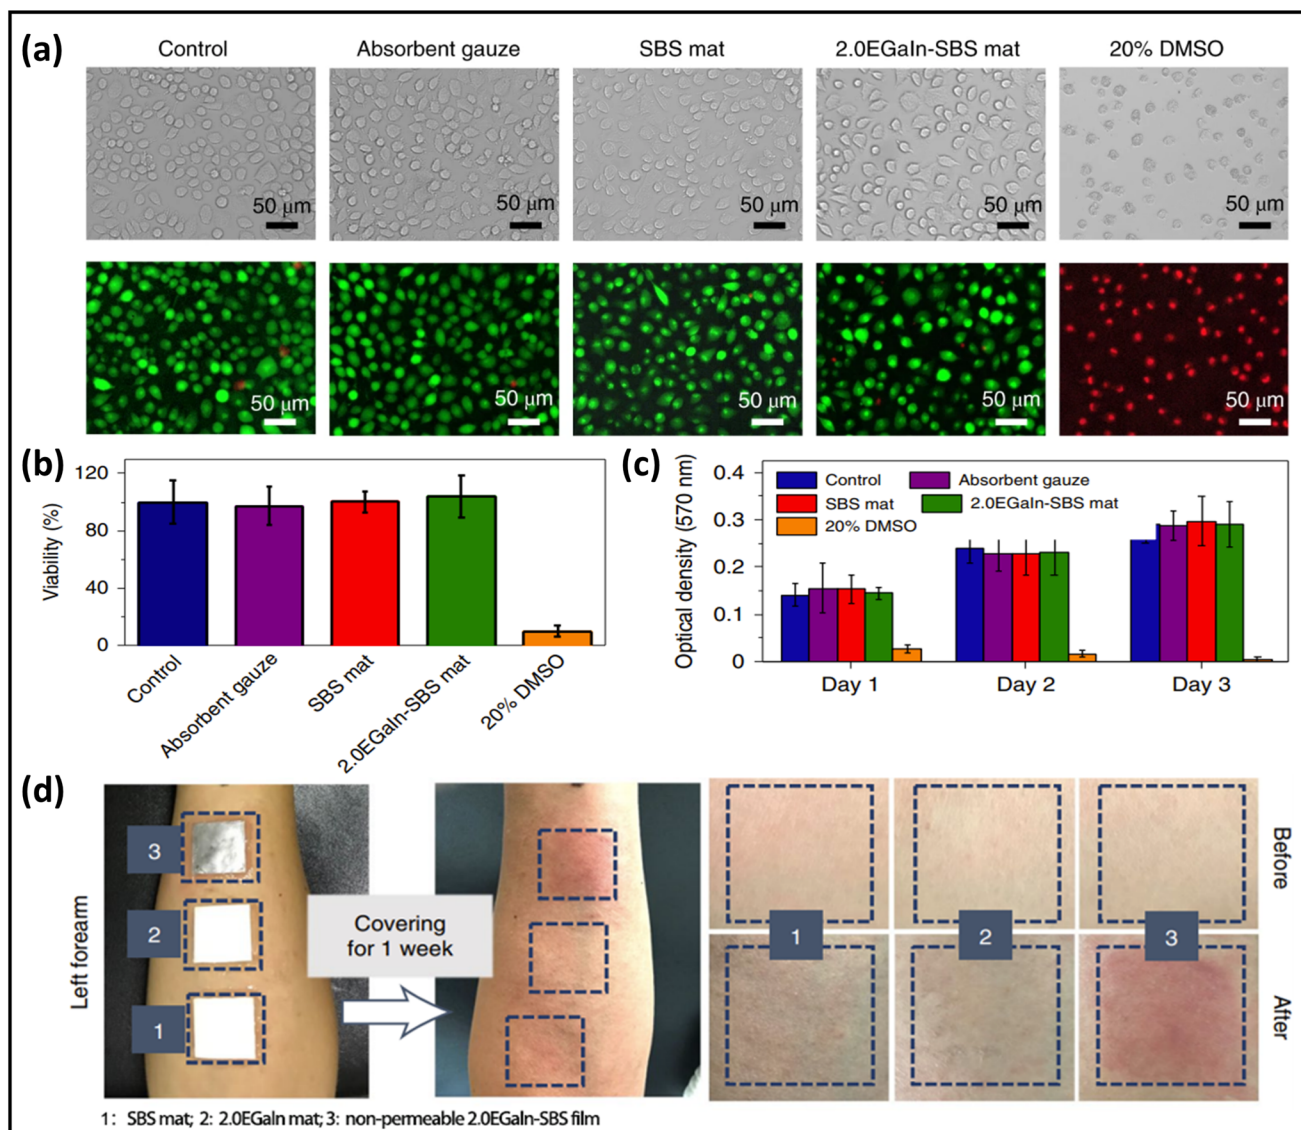 (a)
Control
Absorbent gauze
SBS mat
2.0EGaIn-SBS mat
20% DMSO
50 μm
50 μm
50 μm
50 μm
50 μm
50 μm
50 μm
50 μm
50 μm
50 μm
(b)
Viability (%)
120
80
40
0
Control
Absorbent gauze
SBS mat
2.0EGaIn-SBS mat
20% DMSO
(c)
Optical density (570 nm)
0.4
0.3
0.2
0.1
0
Control
Absorbent gauze
SBS mat
2.0EGaIn-SBS mat
20% DMSO
Day 1
Day 2
Day 3
(d)
Left forearm
3
2
1
Covering
for 1 week
1
2
3
Before
After
1: SBS mat; 2: 2.0EGaIn mat; 3: non-permeable 2.0EGaIn-SBS film